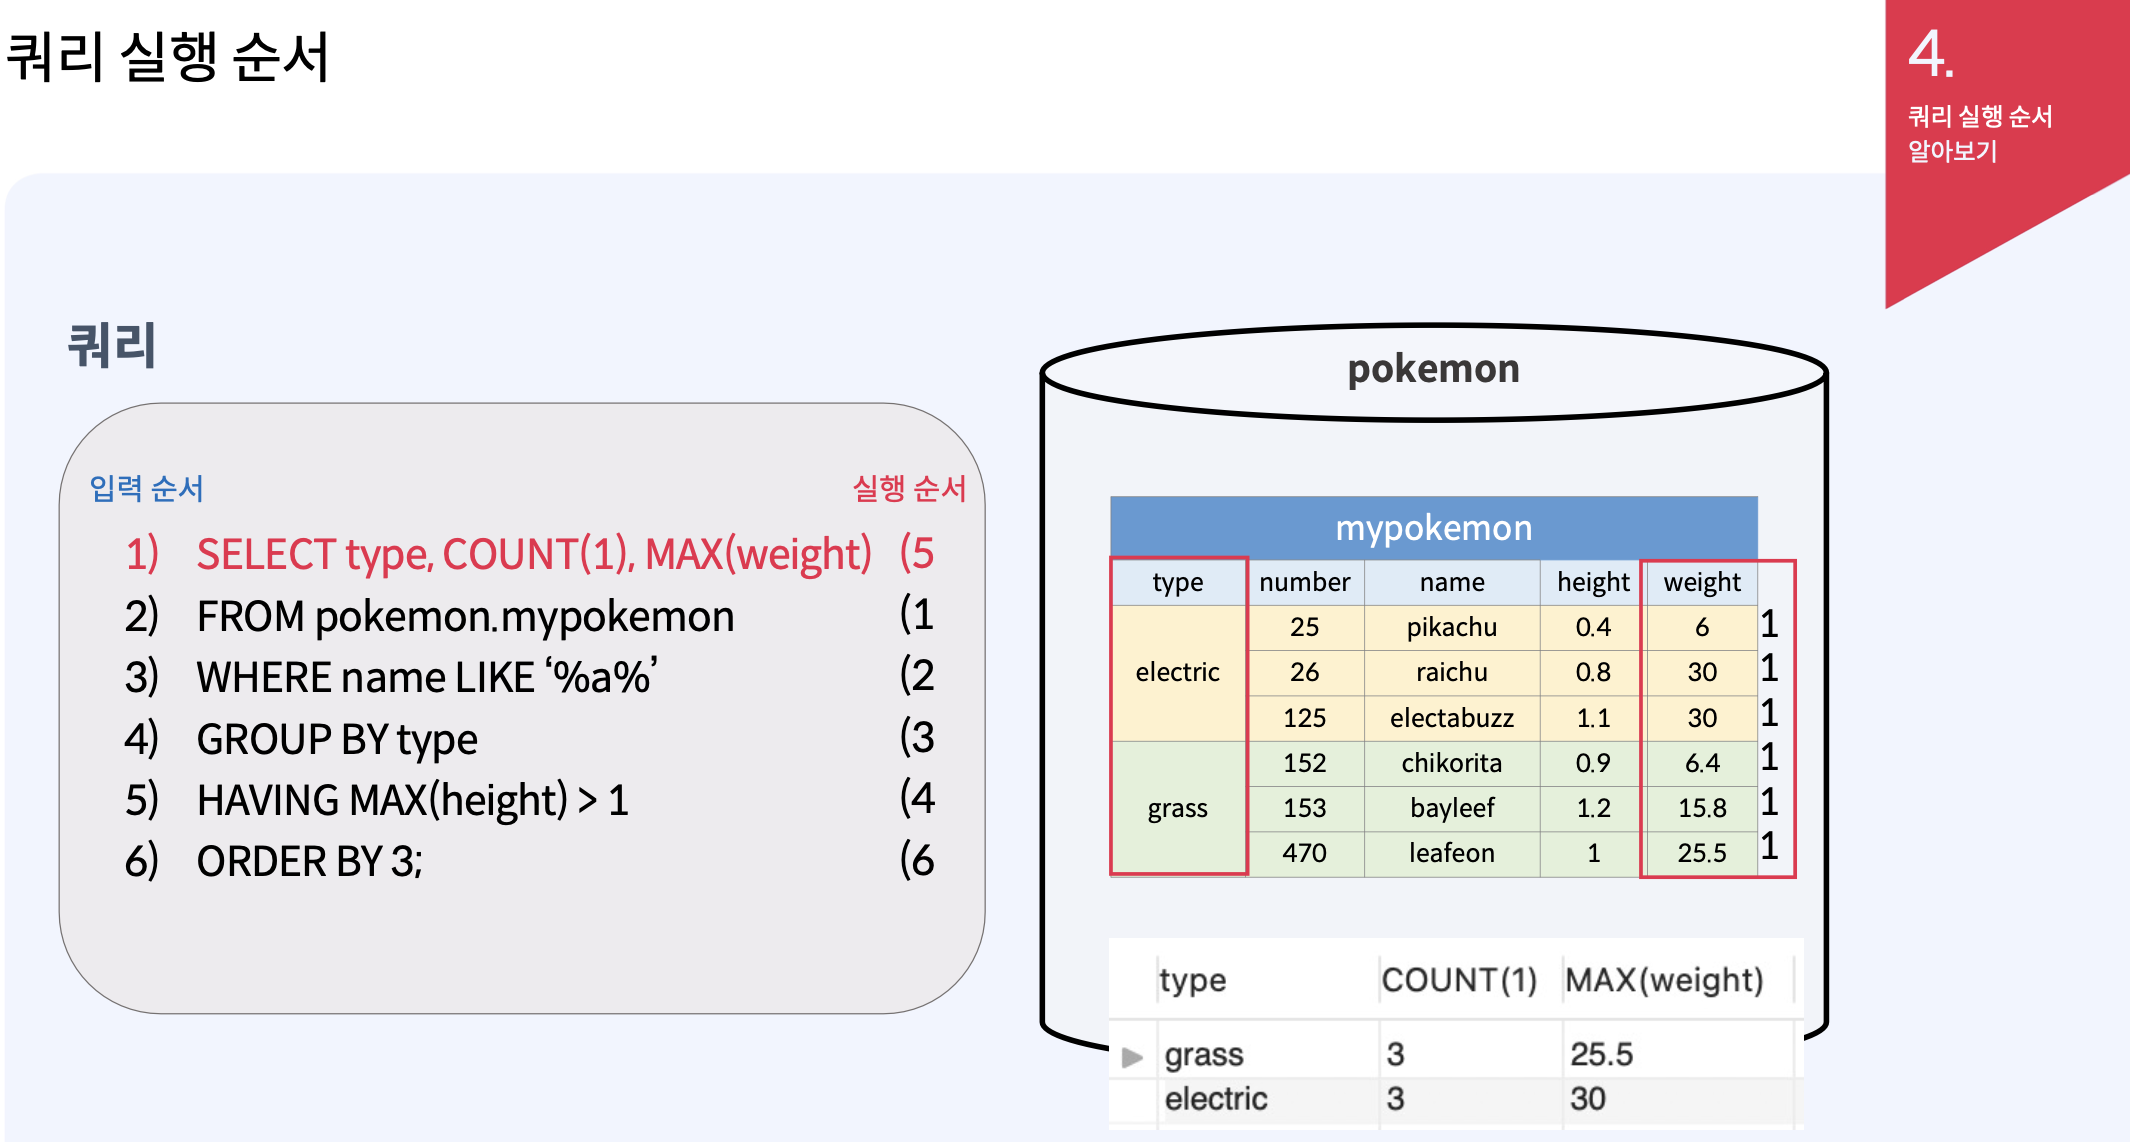 쿼리 실행 순서
4.
쿼리 실행 순서
알아보기
쿼리
입력 순서 실행 순서
1) SELECT type, COUNT(1), MAX(weight) (5
2) FROM pokemon.mypokemon (1
3) WHERE name LIKE ‘%a%’ (2
4) GROUP BY type (3
5) HAVING MAX(height) > 1 (4
6) ORDER BY 3; (6
pokemon
mypokemon
type number name height weight
25 pikachu 0.4 6 1
electric 26 raichu 0.8 30 1
125 electabuzz 1.1 30 1
152 chikorita 0.9 6.4 1
grass 153 bayleef 1.2 15.8 1
470 leafeon 1 25.5 1
type COUNT(1) MAX(weight)
grass 3 25.5
electric 3 30